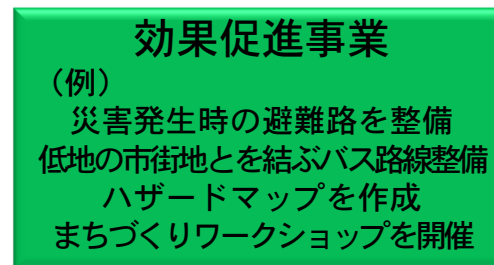 効果促進事業
（例）
災害発生時の避難路を整備
低地の市街地とを結ぶバス路線整備
ハザードマップを作成
まちづくりワークショップを開催